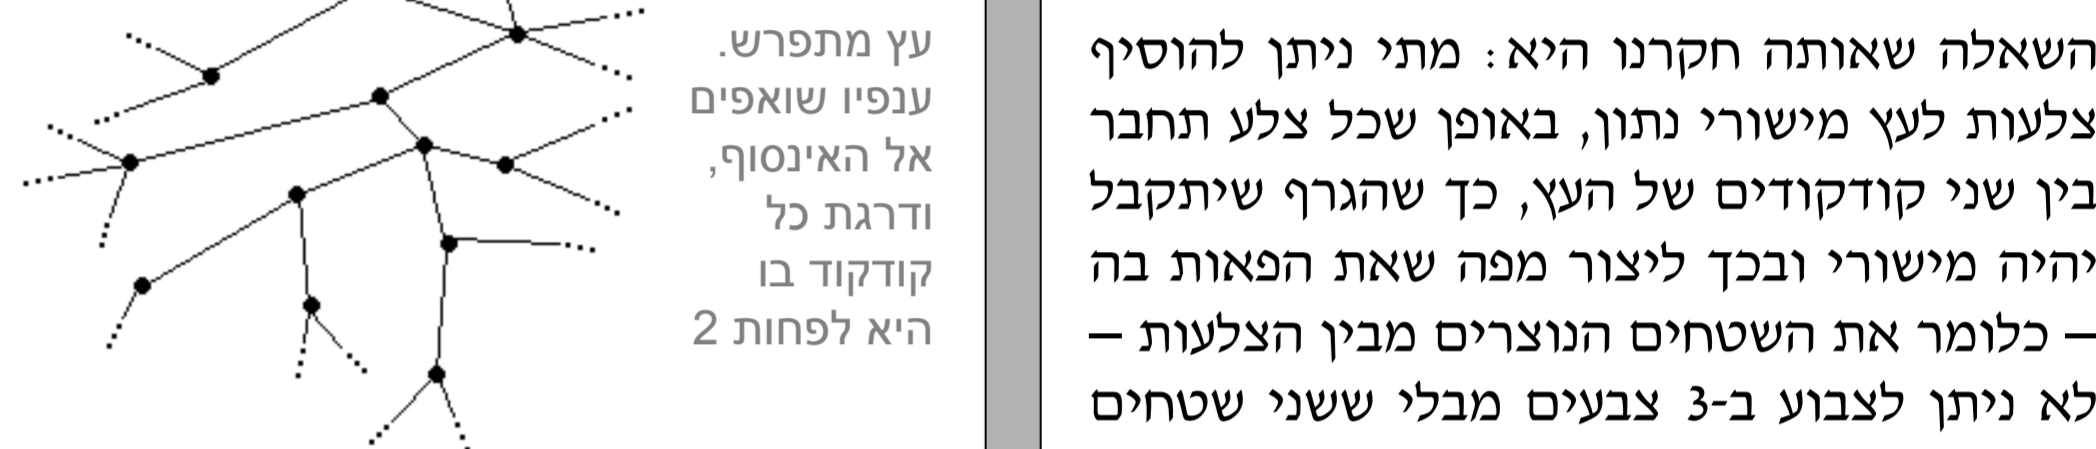 השאלה שאותה חקרנו היא: מתי ניתן להוסיף
צלעות לעץ מישורי נתון, באופן שכל צלע תחבר
בין שני קודקודים של העץ, כך שהגרף שיתקבל
יהיה מישורי ובכך ליצור מפה שאת הפאות בה
– כלומר את השטחים הנוצרים מבין הצלעות –
לא ניתן לצבוע ב-3 צבעים מבלי ששני שטחים
עץ מתפרש.
ענפיו שואפים
אל האינסוף,
ודרגת כל
קודקוד בו
היא לפחות 2